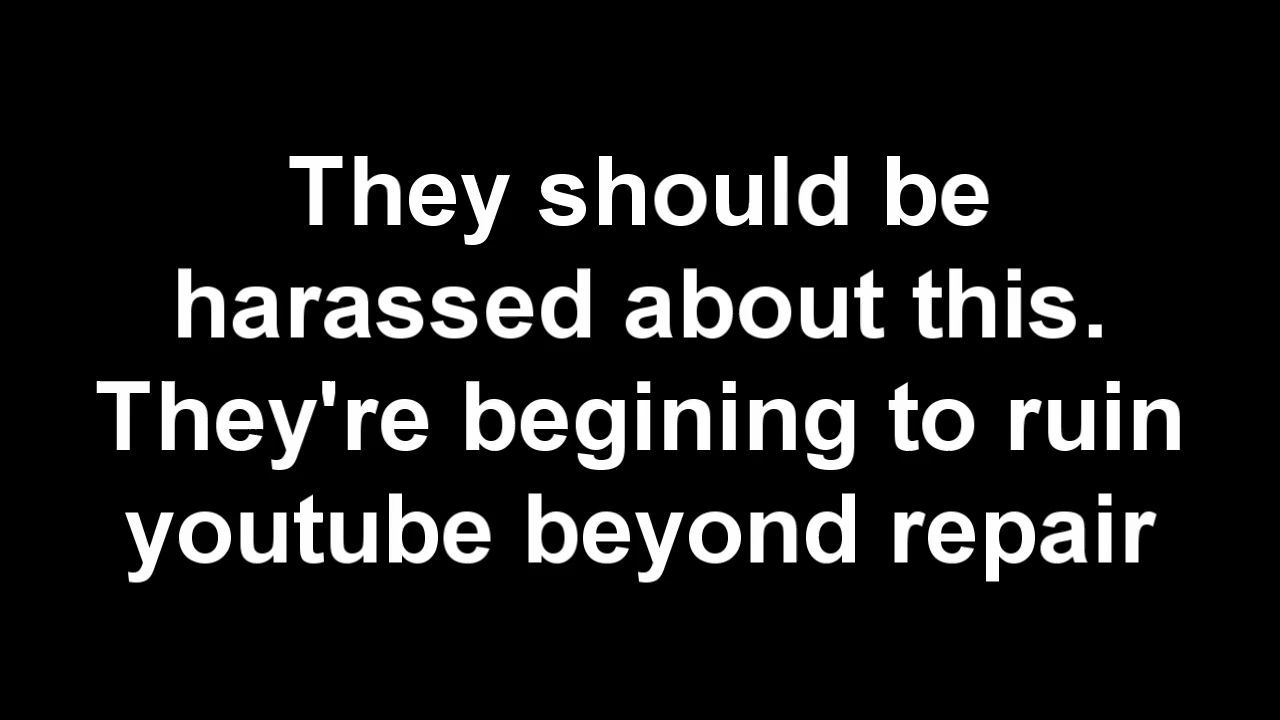 They should be
harassed about this.
They're begining to ruin
youtube beyond repair